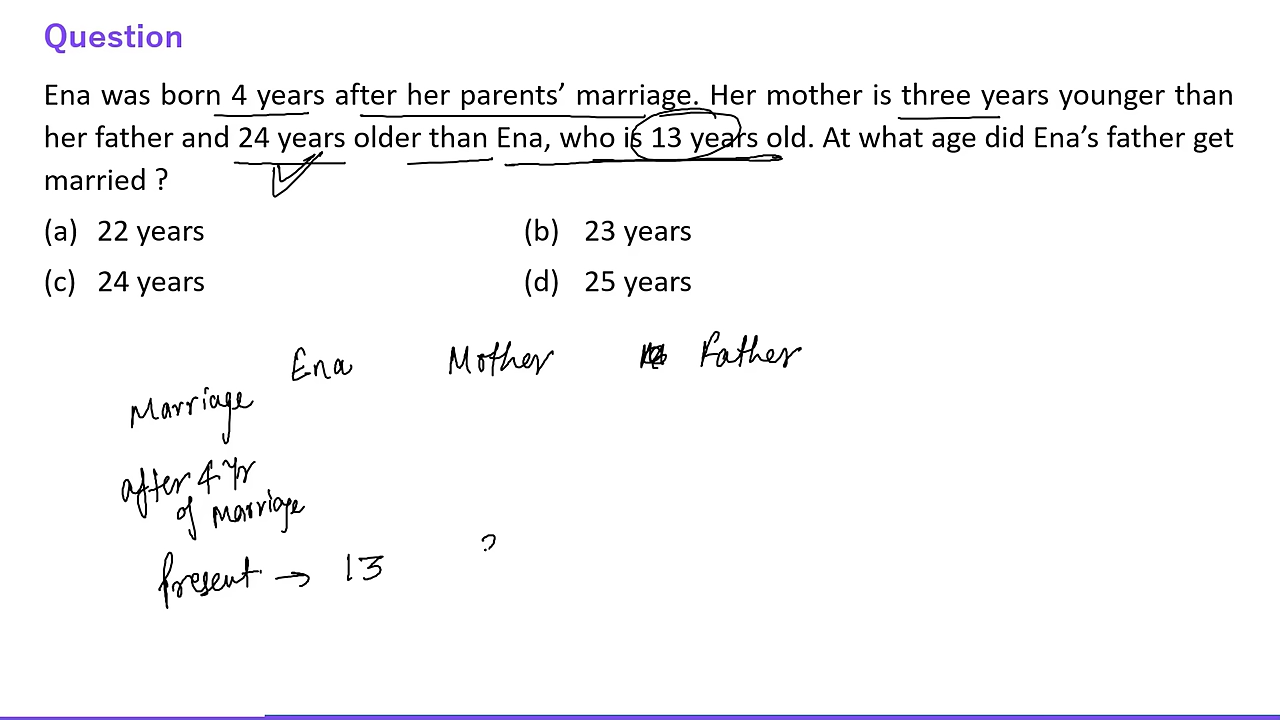 Question
Ena was born 4 years after her parents’ marriage. Her mother is three years younger than
her father and 24 years older than Ena, who is 13 years old. At what age did Ena’s father get
married ?
(a) 22 years (b) 23 years
(c) 24 years (d) 25 years
Ena Mother Father
Marriage
after 4 yr
of marriage
Present → 13